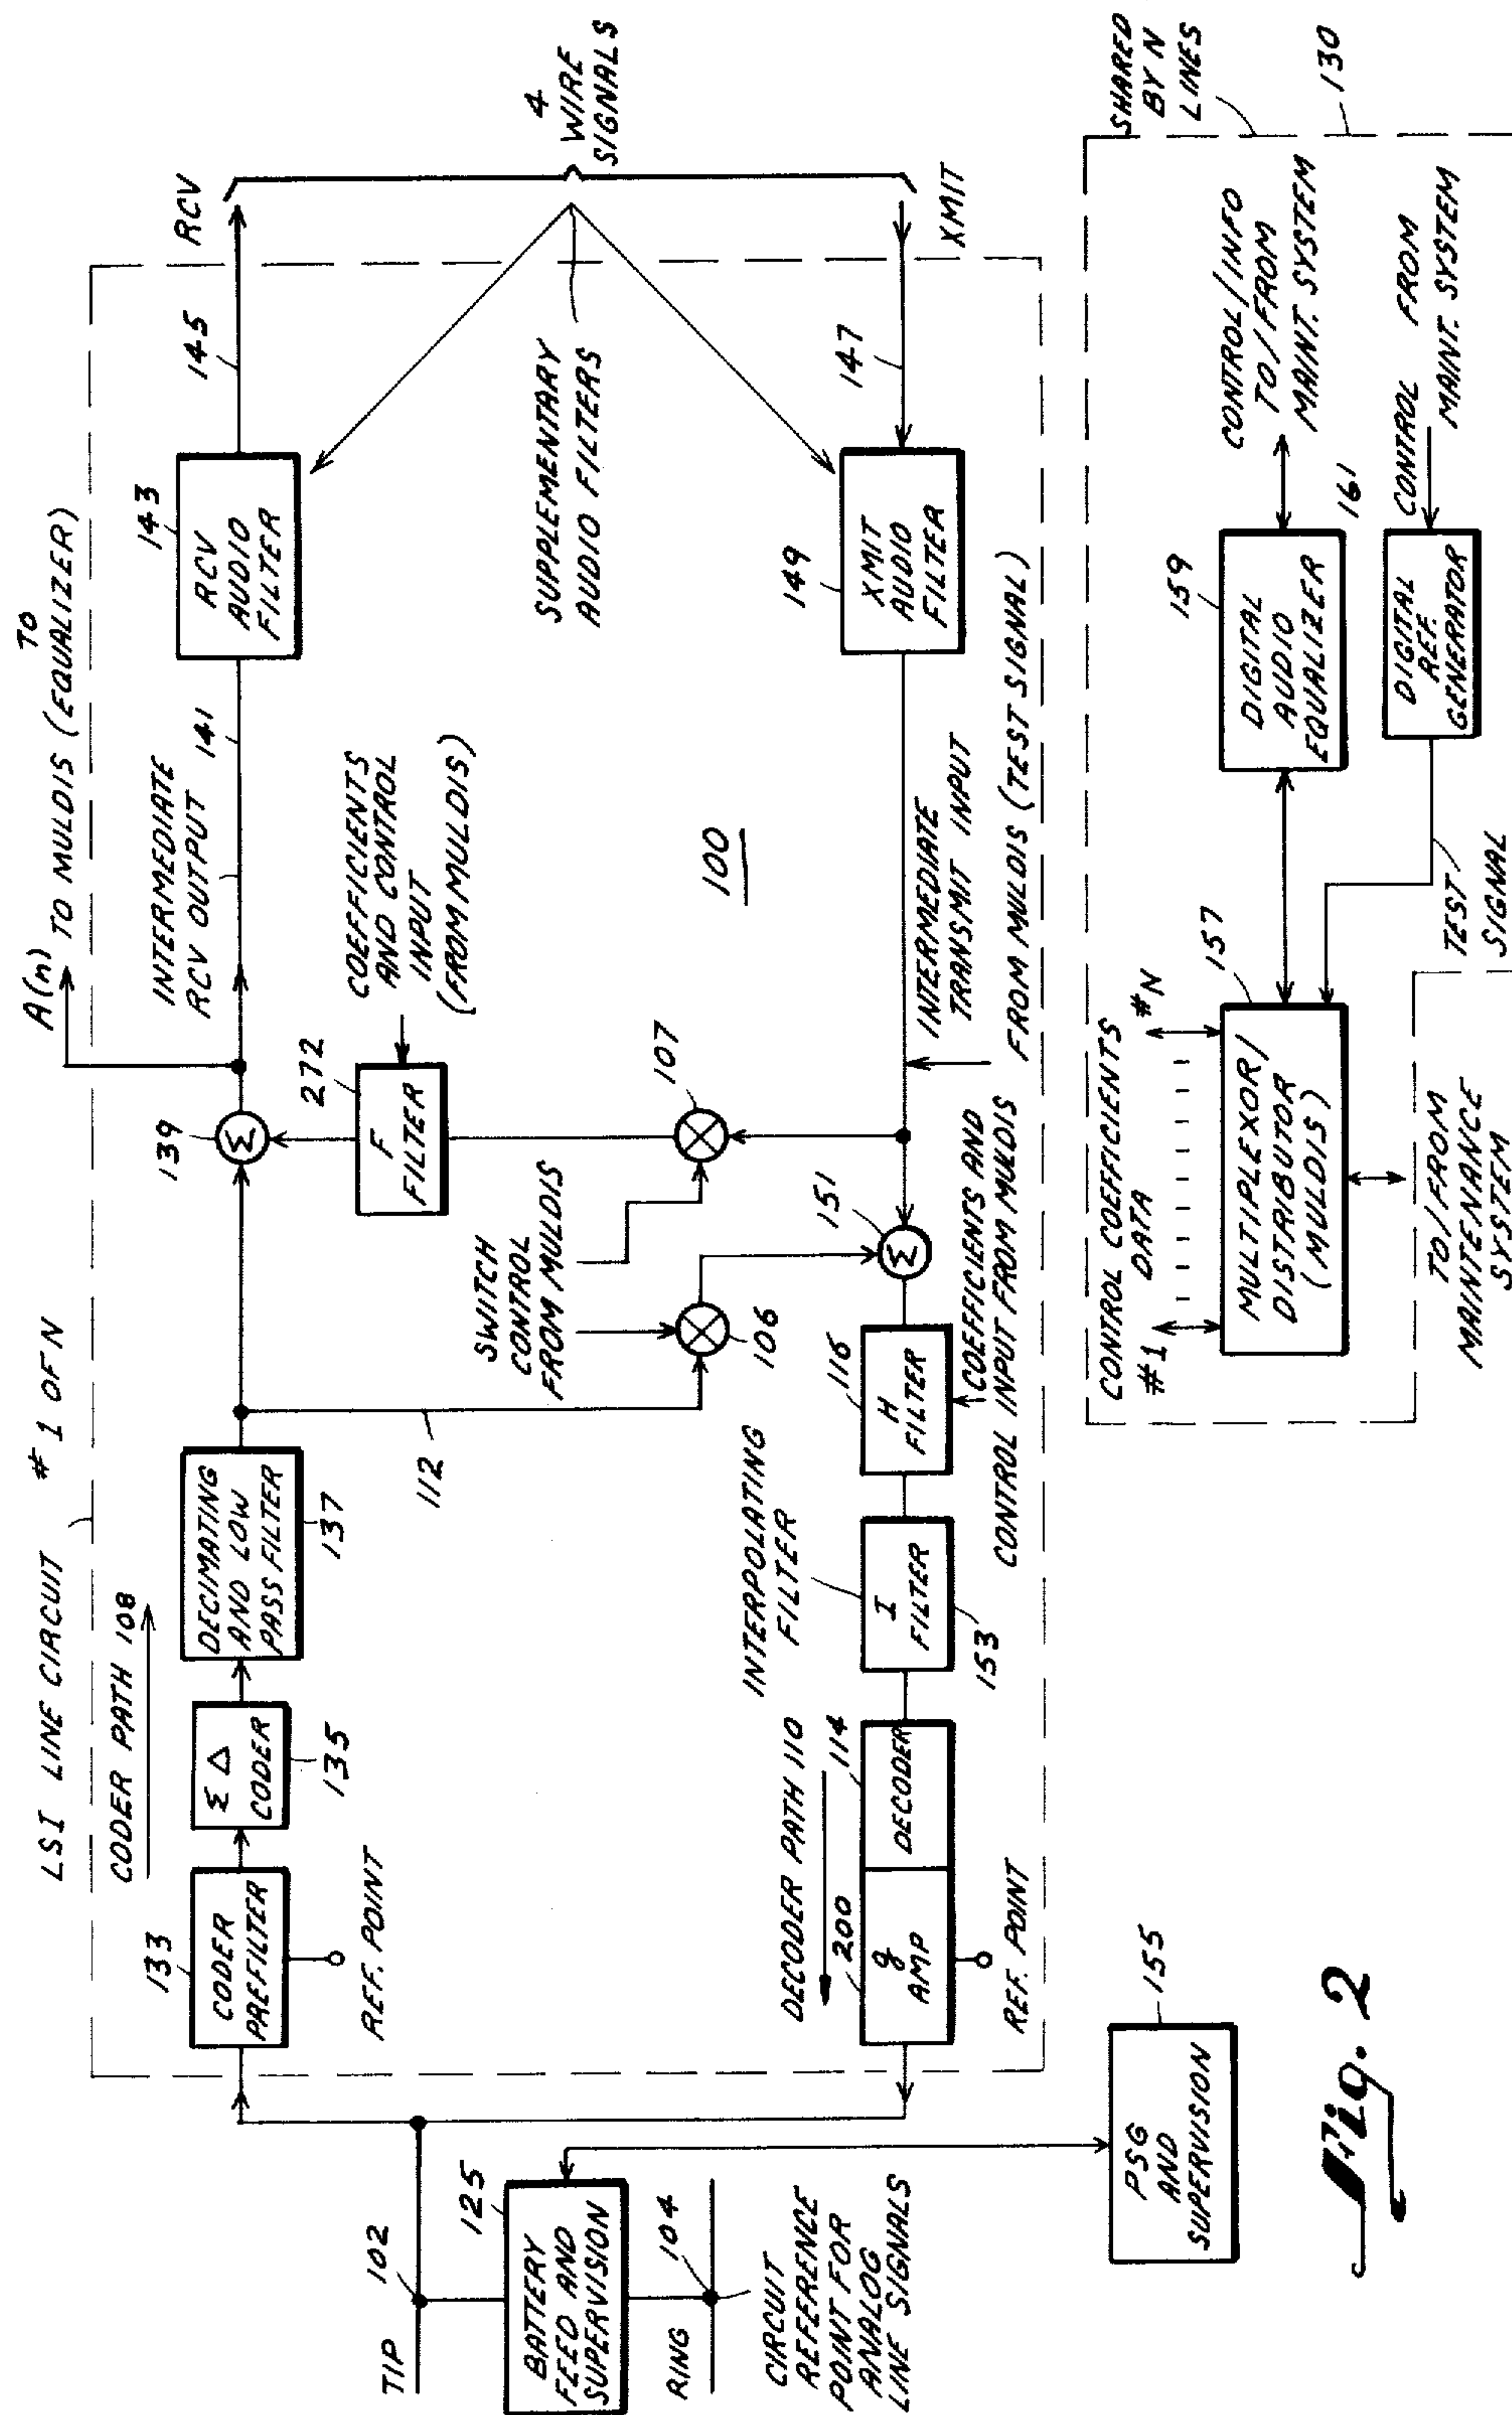 LSI LINE CIRCUIT # 1 OF N
CODER PATH 108
A(n)
TO
TO MULDIS (EQUALIZER)
133
CODER
PREFILTER
REF. POINT
Σ Δ
CODER
135
DECIMATING
AND LOW
PASS FILTER
137
112
139
Σ
INTERMEDIATE
RCV OUTPUT
141
143
RCV
AUDIO
FILTER
145
RCV
4
WIRE
SIGNALS
SUPPLEMENTARY
AUDIO FILTERS
272
F
FILTER
COEFFICIENTS
AND CONTROL
INPUT
(FROM MULDIS)
SWITCH
CONTROL
FROM MULDIS
107
106
100
TIP
102
125
BATTERY
FEED AND
SUPERVISION
RING
104
CIRCUIT
REFERENCE
POINT FOR
ANALOG
LINE SIGNALS
DECODER PATH 110
200
g
AMP
114
DECODER
REF. POINT
INTERPOLATING
FILTER
I
FILTER
153
116
H
FILTER
151
Σ
COEFFICIENTS AND
CONTROL INPUT FROM MULDIS
INTERMEDIATE
TRANSMIT INPUT
FROM MULDIS (TEST SIGNAL)
149
XMIT
AUDIO
FILTER
147
XMIT
155
PSG
AND
SUPERVISION
CONTROL COEFFICIENTS
DATA
#1
#N
157
MULTIPLEXOR/
DISTRIBUTOR
(MULDIS)
TO/FROM
MAINTENANCE
SYSTEM
TEST
SIGNAL
159
DIGITAL
AUDIO
EQUALIZER
161
DIGITAL
REF.
GENERATOR
CONTROL/INFO
TO/FROM
MAINT. SYSTEM
CONTROL FROM
MAINT. SYSTEM
SHARED
BY N
LINES
130
Fig. 2